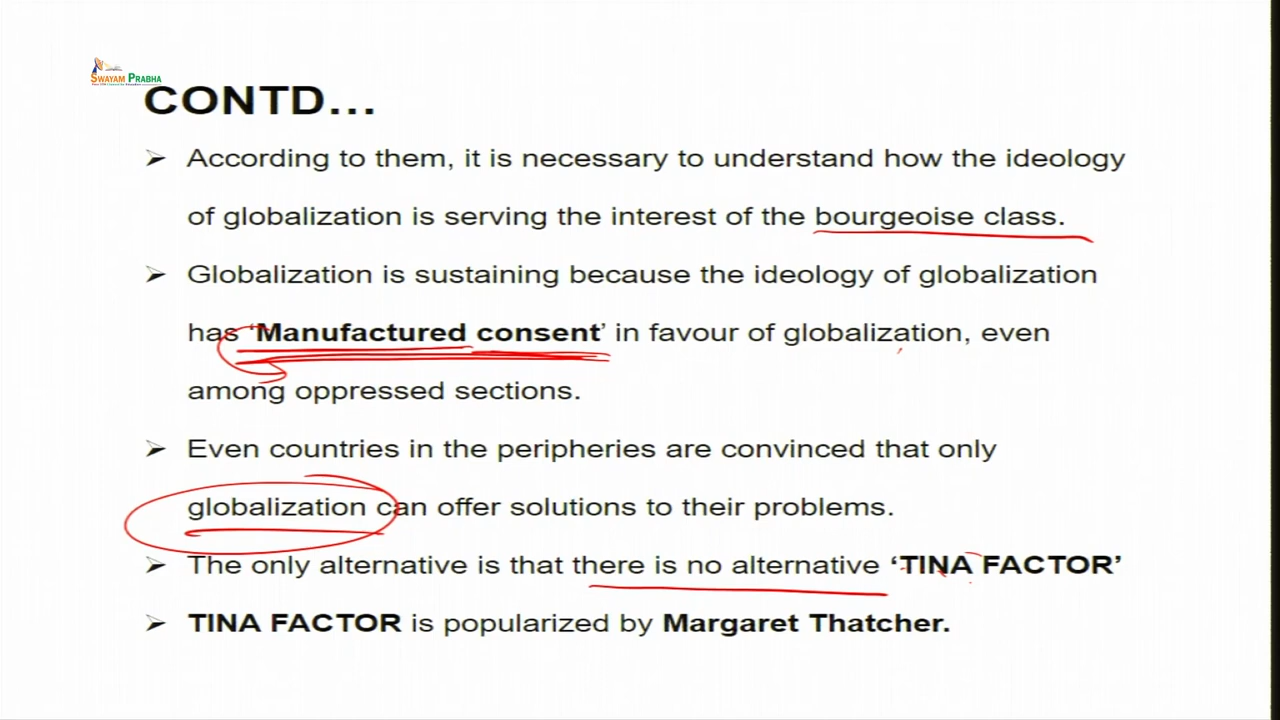 SWAYAM PRABHA
CONTD...
➢ According to them, it is necessary to understand how the ideology
of globalization is serving the interest of the bourgeoise class.
➢ Globalization is sustaining because the ideology of globalization
has ‘Manufactured consent’ in favour of globalization, even
among oppressed sections.
➢ Even countries in the peripheries are convinced that only
globalization can offer solutions to their problems.
➢ The only alternative is that there is no alternative ‘TINA FACTOR’
➢ TINA FACTOR is popularized by Margaret Thatcher.